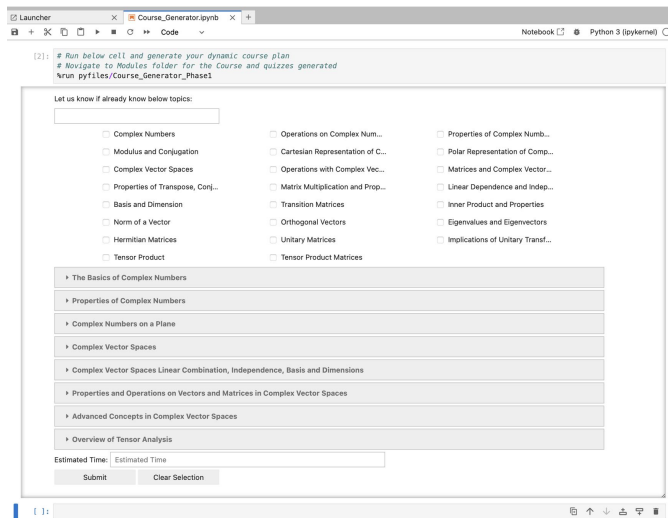 Launcher
Course_Generator.ipynb
Code
Notebook
Python 3 (ipykernel)
[2]:
# Run below cell and generate your dynamic course plan
# Novigate to Modules folder for the Course and quizzes generated
%run pyfiles/Course_Generator_Phase1
Let us know if already know below topics:
Complex Numbers
Operations on Complex Num...
Properties of Complex Numb...
Modulus and Conjugation
Cartesian Representation of C...
Polar Representation of Comp...
Complex Vector Spaces
Operations with Complex Vec...
Matrices and Complex Vector...
Properties of Transpose, Conj...
Matrix Multiplication and Prop...
Linear Dependence and Indep...
Basis and Dimension
Transition Matrices
Inner Product and Properties
Norm of a Vector
Orthogonal Vectors
Eigenvalues and Eigenvectors
Hermitian Matrices
Unitary Matrices
Implications of Unitary Transf...
Tensor Product
Tensor Product Matrices
The Basics of Complex Numbers
Properties of Complex Numbers
Complex Numbers on a Plane
Complex Vector Spaces
Complex Vector Spaces Linear Combination, Independence, Basis and Dimensions
Properties and Operations on Vectors and Matrices in Complex Vector Spaces
Advanced Concepts in Complex Vector Spaces
Overview of Tensor Analysis
Estimated Time: Estimated Time
Submit
Clear Selection
[ ]: